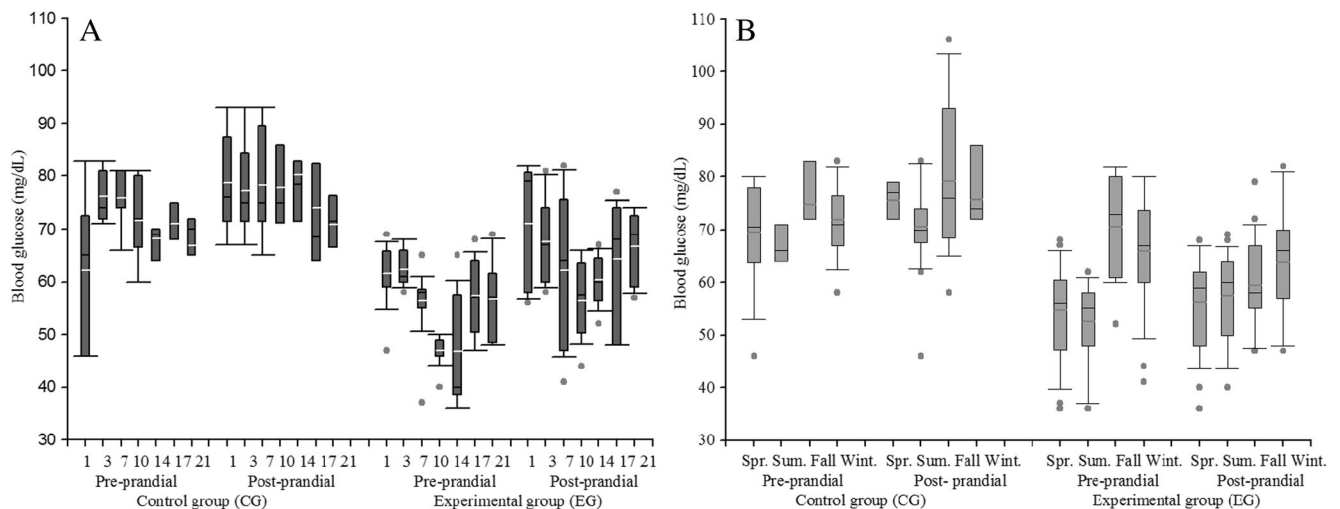 A
Blood glucose (mg/dL)
110
100
90
80
70
60
50
40
30
1 3 7 10 14 17 21 1 3 7 10 14 17 21 1 3 7 10 14 17 21 1 3 7 10 14 17 21
Pre-prandial Post-prandial Pre-prandial Post-prandial
Control group (CG) Experimental group (EG)
B
Blood glucose (mg/dL)
110
100
90
80
70
60
50
40
30
Spr. Sum. Fall Wint. Spr. Sum. Fall Wint. Spr. Sum. Fall Wint. Spr. Sum. Fall Wint.
Pre-prandial Post- prandial Pre-prandial Post-prandial
Control group (CG) Experimental group (EG)